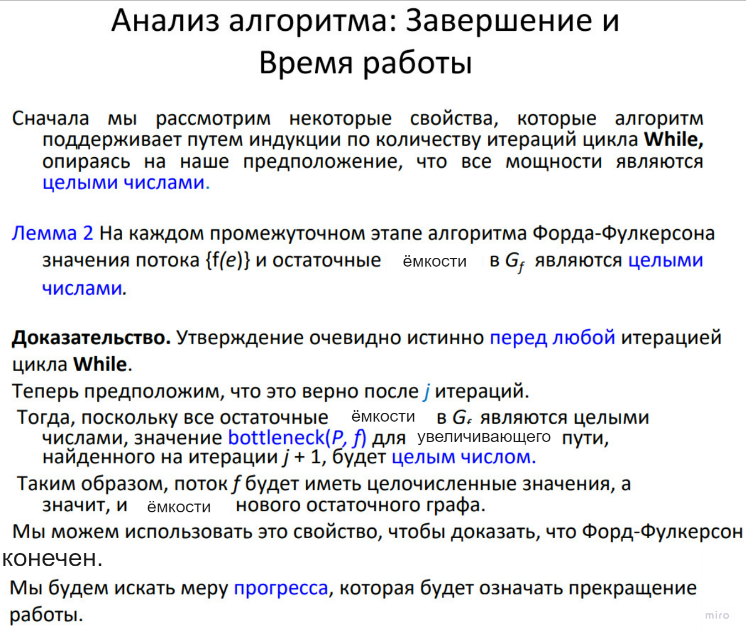 Анализ алгоритма: Завершение и
Время работы
Сначала мы рассмотрим некоторые свойства, которые алгоритм
поддерживает путем индукции по количеству итераций цикла While,
опираясь на наше предположение, что все мощности являются
целыми числами.
Лемма 2 На каждом промежуточном этапе алгоритма Форда-Фулкерсона
значения потока {f(e)} и остаточные ёмкости в Gf являются целыми
числами.
Доказательство. Утверждение очевидно истинно перед любой итерацией
цикла While.
Теперь предположим, что это верно после j итераций.
Тогда, поскольку все остаточные ёмкости в Gf являются целыми
числами, значение bottleneck(P, f) для увеличивающего пути,
найденного на итерации j + 1, будет целым числом.
Таким образом, поток f будет иметь целочисленные значения, а
значит, и ёмкости нового остаточного графа.
Мы можем использовать это свойство, чтобы доказать, что Форд-Фулкерсон
конечен.
Мы будем искать меру прогресса, которая будет означать прекращение
работы.
miro